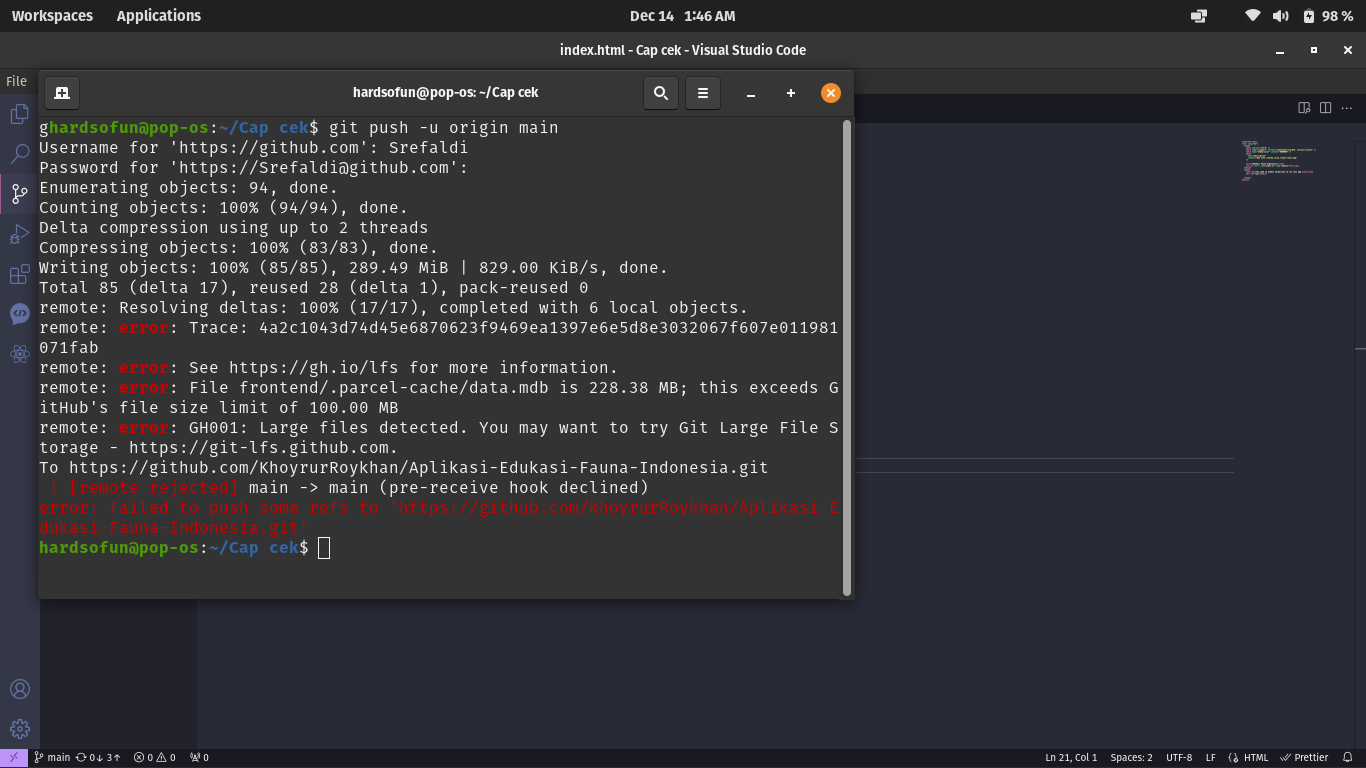 Workspaces Applications Dec 14 1:46 AM 98 %
index.html - Cap cek - Visual Studio Code
File
hardsofun@pop-os: ~/Cap cek
ghardsofun@pop-os:~/Cap cek$ git push -u origin main
Username for 'https://github.com': Srefaldi
Password for 'https://Srefaldi@github.com':
Enumerating objects: 94, done.
Counting objects: 100% (94/94), done.
Delta compression using up to 2 threads
Compressing objects: 100% (83/83), done.
Writing objects: 100% (85/85), 289.49 MiB | 829.00 KiB/s, done.
Total 85 (delta 17), reused 28 (delta 1), pack-reused 0
remote: Resolving deltas: 100% (17/17), completed with 6 local objects.
remote: error: Trace: 4a2c1043d74d45e6870623f9469ea1397e6e5d8e3032067f607e011981
071fab
remote: error: See https://gh.io/lfs for more information.
remote: error: File frontend/.parcel-cache/data.mdb is 228.38 MB; this exceeds G
itHub's file size limit of 100.00 MB
remote: error: GH001: Large files detected. You may want to try Git Large File S
torage - https://git-lfs.github.com.
To https://github.com/KhoyrurRoykhan/Aplikasi-Edukasi-Fauna-Indonesia.git
 ! [remote rejected] main -> main (pre-receive hook declined)
error: failed to push some refs to 'https://github.com/KhoyrurRoykhan/Aplikasi-E
dukasi-Fauna-Indonesia.git'
hardsofun@pop-os:~/Cap cek$
main 0↓ 3↑ 0 0 0 Ln 21, Col 1 Spaces: 2 UTF-8 LF HTML Prettier